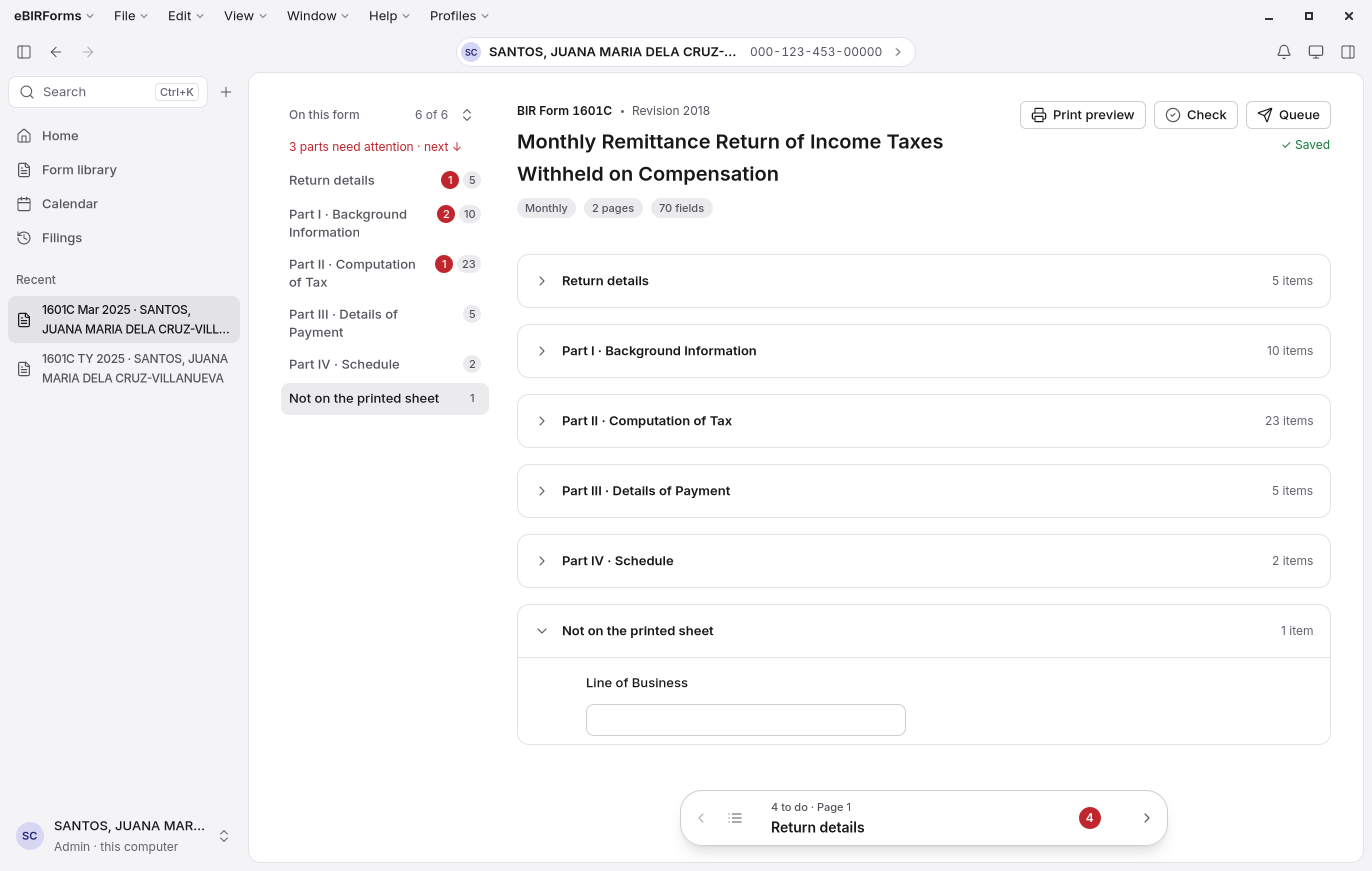 eBIRForms File Edit View Window Help Profiles
SC SANTOS, JUANA MARIA DELA CRUZ-... 000-123-453-00000
Search Ctrl+K
Home
Form library
Calendar
Filings
Recent
1601C Mar 2025 · SANTOS,
JUANA MARIA DELA CRUZ-VILL...
1601C TY 2025 · SANTOS, JUANA
MARIA DELA CRUZ-VILLANUEVA
SC SANTOS, JUANA MAR...
Admin · this computer
On this form 6 of 6
3 parts need attention · next ↓
Return details 1 5
Part I · Background 2 10
Information
Part II · Computation 1 23
of Tax
Part III · Details of 5
Payment
Part IV · Schedule 2
Not on the printed sheet 1
BIR Form 1601C • Revision 2018
Monthly Remittance Return of Income Taxes
Withheld on Compensation
Print preview Check Queue
✓ Saved
Monthly 2 pages 70 fields
Return details 5 items
Part I · Background Information 10 items
Part II · Computation of Tax 23 items
Part III · Details of Payment 5 items
Part IV · Schedule 2 items
Not on the printed sheet 1 item
Line of Business
4 to do · Page 1
Return details 4